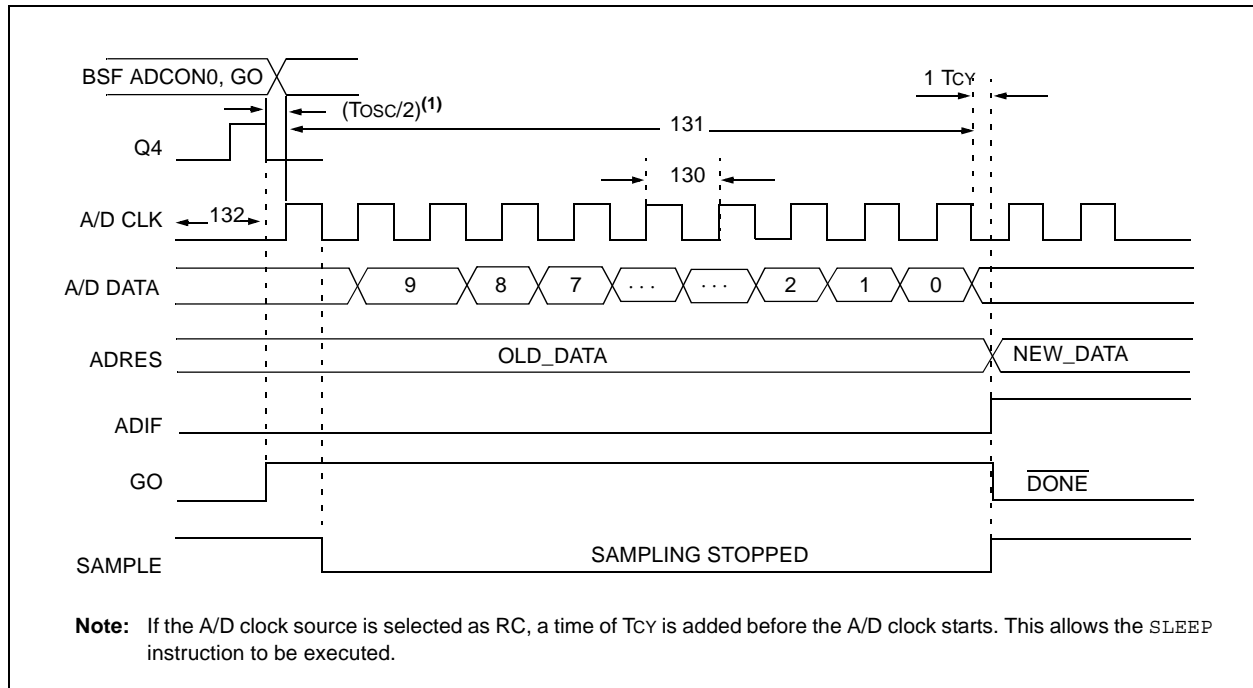 BSF ADCON0, GO
1 TCY
(TOSC/2)(1)
131
Q4
130
A/D CLK
132
A/D DATA
9 8 7 ... ... 2 1 0
ADRES
OLD_DATA
NEW_DATA
ADIF
GO
DONE
SAMPLE
SAMPLING STOPPED
Note: If the A/D clock source is selected as RC, a time of TCY is added before the A/D clock starts. This allows the SLEEP
instruction to be executed.